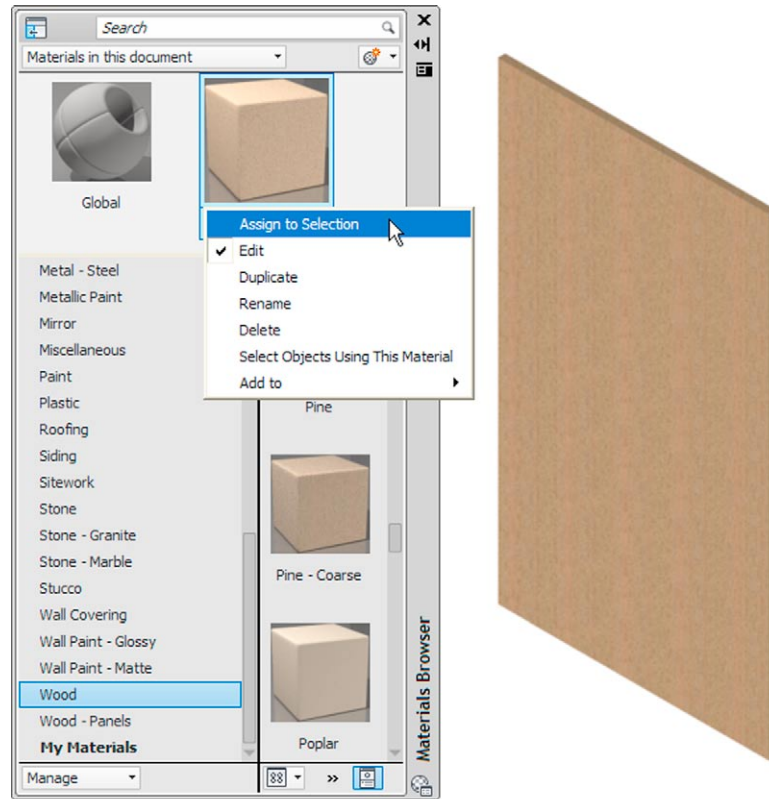 Search
Materials in this document
Global
Assign to Selection
Edit
Duplicate
Rename
Delete
Select Objects Using This Material
Add to
Metal - Steel
Metallic Paint
Mirror
Miscellaneous
Paint
Plastic
Roofing
Siding
Sitework
Stone
Stone - Granite
Stone - Marble
Stucco
Wall Covering
Wall Paint - Glossy
Wall Paint - Matte
Wood
Wood - Panels
My Materials
Pine
Pine - Coarse
Poplar
Manage
Materials Browser